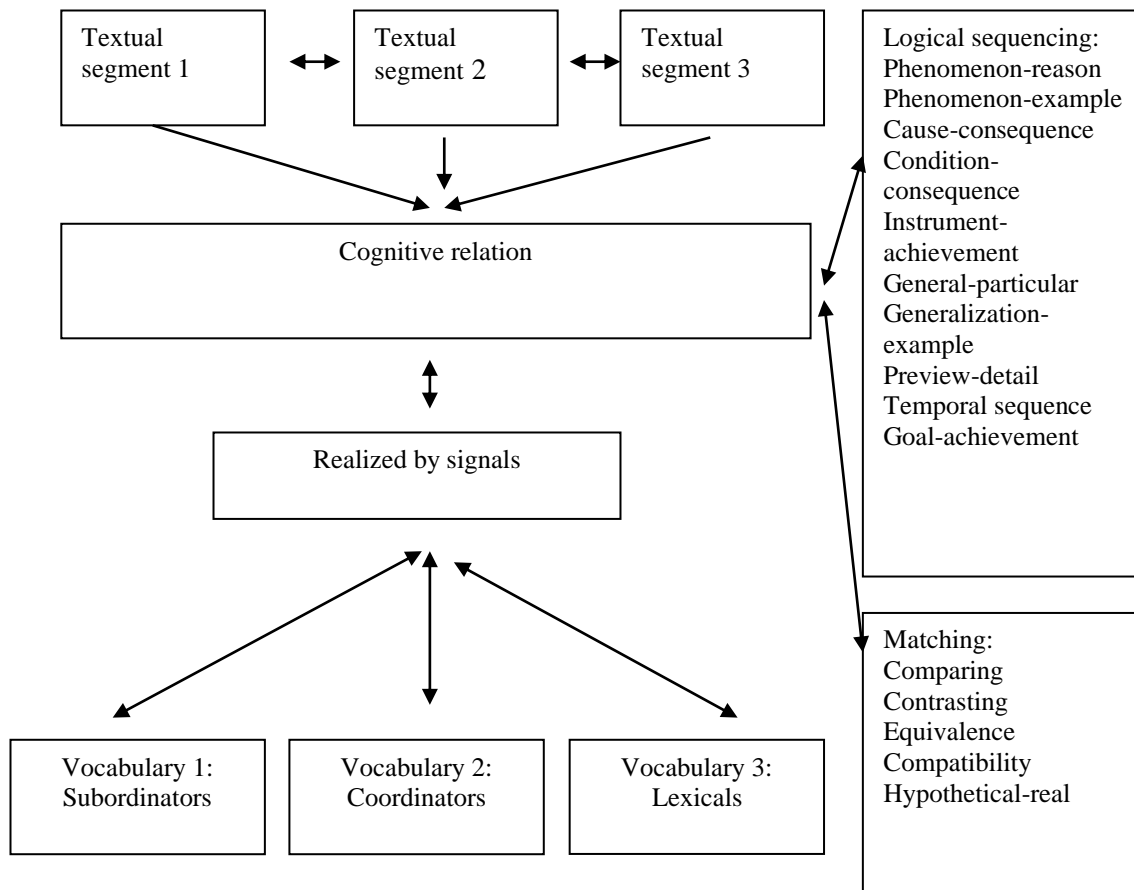 Textual
segment 1
Textual
segment 2
Textual
segment 3
Cognitive relation
Realized by signals
Vocabulary 1:
Subordinators
Vocabulary 2:
Coordinators
Vocabulary 3:
Lexicals
Logical sequencing:
Phenomenon-reason
Phenomenon-example
Cause-consequence
Condition-
consequence
Instrument-
achievement
General-particular
Generalization-
example
Preview-detail
Temporal sequence
Goal-achievement
Matching:
Comparing
Contrasting
Equivalence
Compatibility
Hypothetical-real